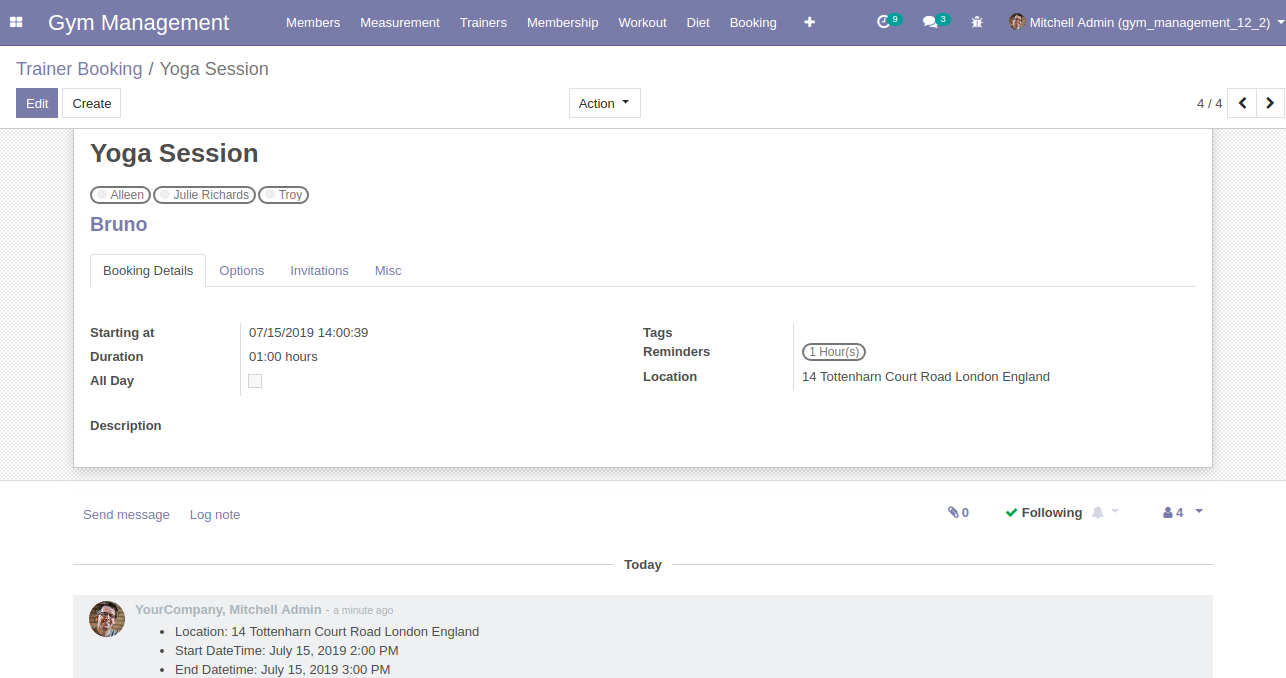 Gym Management Members Measurement Trainers Membership Workout Diet Booking 9 3 Mitchell Admin (gym_management_12_2)
Trainer Booking / Yoga Session
Edit Create Action 4 / 4
Yoga Session
Alleen Julie Richards Troy
Bruno
Booking Details Options Invitations Misc
Starting at 07/15/2019 14:00:39
Duration 01:00 hours
All Day
Tags
Reminders 1 Hour(s)
Location 14 Tottenharn Court Road London England
Description
Send message Log note 0 Following 4
Today
YourCompany, Mitchell Admin - a minute ago
• Location: 14 Tottenharn Court Road London England
• Start DateTime: July 15, 2019 2:00 PM
• End Datetime: July 15, 2019 3:00 PM